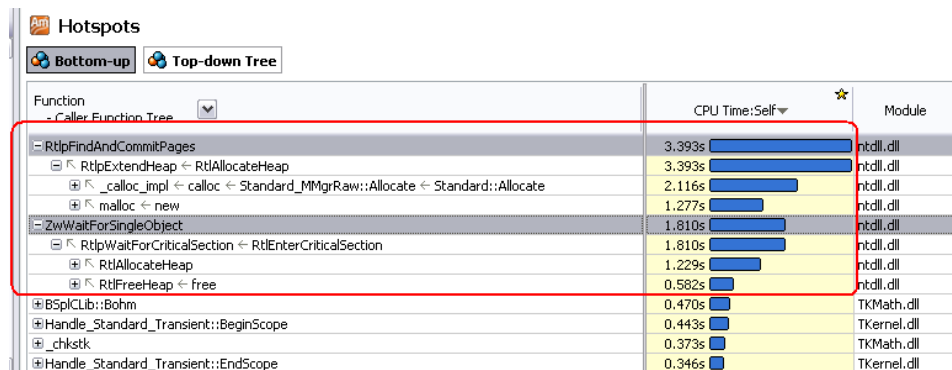 Am Hotspots
Bottom-up Top-down Tree
Function
- Caller Function Tree
CPU Time:Self
Module
RtlpFindAndCommitPages 3.393s ntdll.dll
RtlpExtendHeap ← RtlAllocateHeap 3.393s ntdll.dll
_calloc_impl ← calloc ← Standard_MMgrRaw::Allocate ← Standard::Allocate 2.116s ntdll.dll
malloc ← new 1.277s ntdll.dll
ZwWaitForSingleObject 1.810s ntdll.dll
RtlpWaitForCriticalSection ← RtlEnterCriticalSection 1.810s ntdll.dll
RtlAllocateHeap 1.229s ntdll.dll
RtlFreeHeap ← free 0.582s ntdll.dll
BSplCLib::Bohm 0.470s TKMath.dll
Handle_Standard_Transient::BeginScope 0.443s TKernel.dll
_chkstk 0.373s TKMath.dll
Handle_Standard_Transient::EndScope 0.346s TKernel.dll